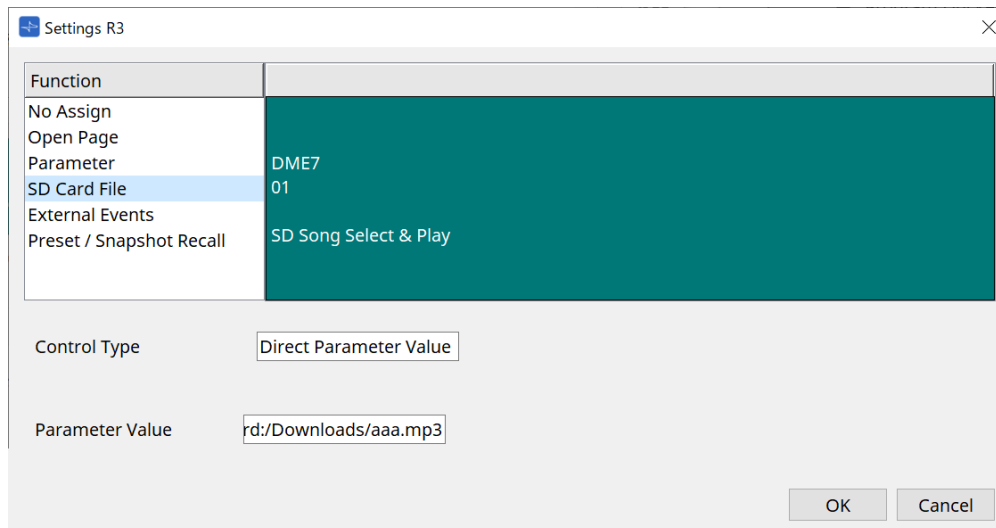 Settings R3
Function
No Assign
Open Page
Parameter
SD Card File
External Events
Preset / Snapshot Recall
DME7
01
SD Song Select & Play
Control Type
Direct Parameter Value
Parameter Value
rd:/Downloads/aaa.mp3
OK
Cancel